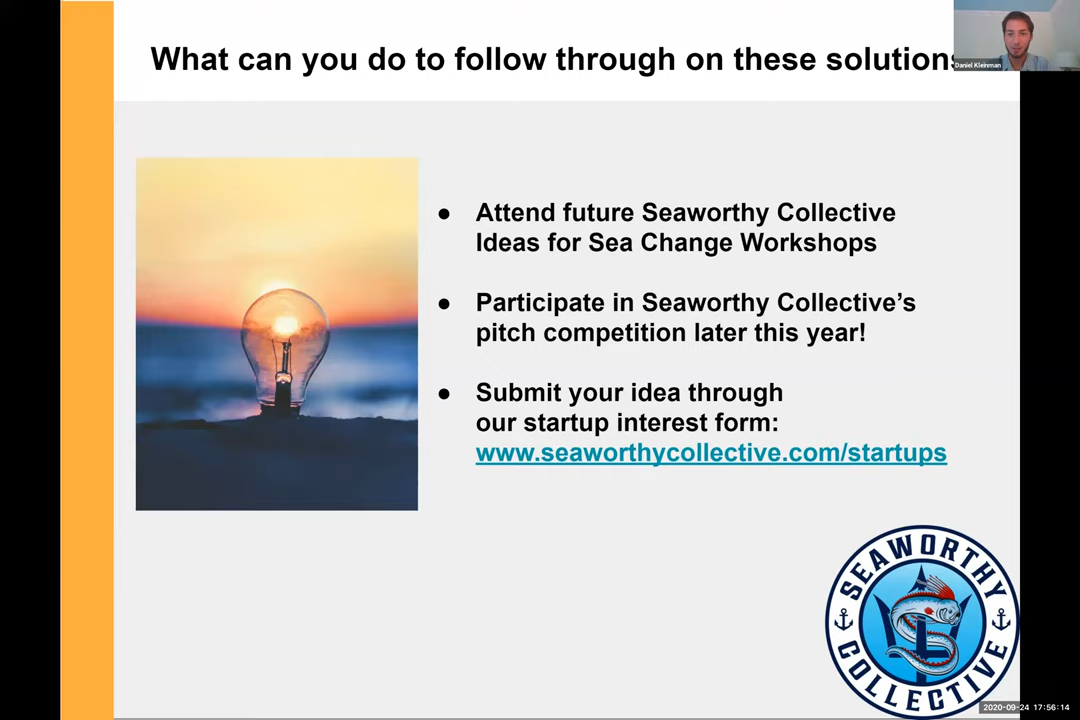 What can you do to follow through on these solutions
Daniel Kleinman
● Attend future Seaworthy Collective
Ideas for Sea Change Workshops
● Participate in Seaworthy Collective’s
pitch competition later this year!
● Submit your idea through
our startup interest form:
www.seaworthycollective.com/startups
SEAWORTHY
COLLECTIVE
2020-09-24 17:56:14